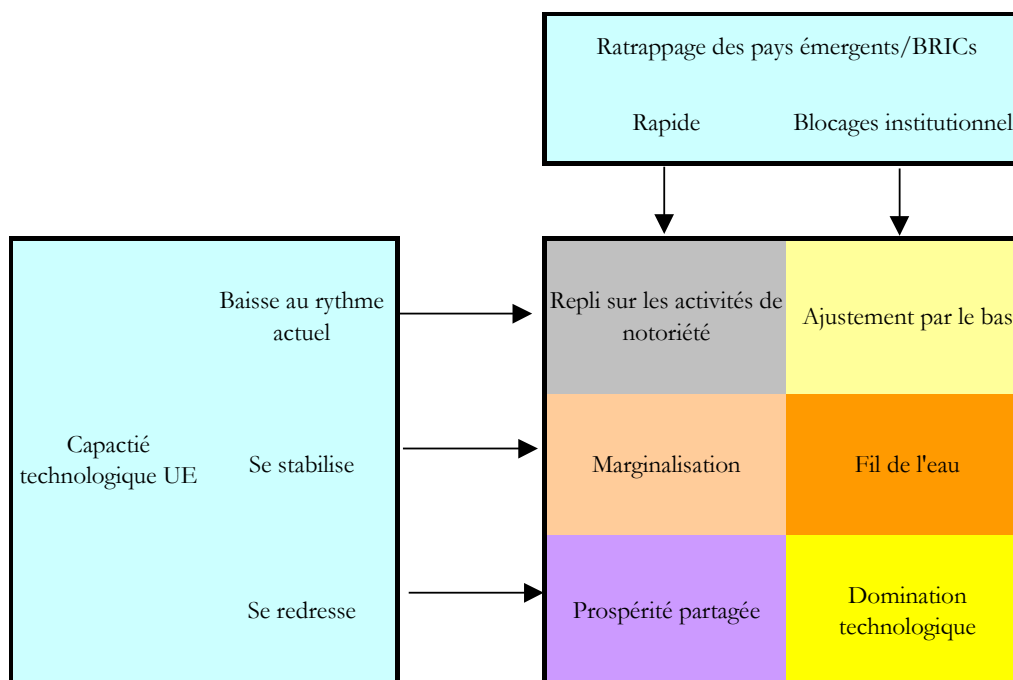 Ratrappage des pays émergents/BRICs
Rapide
Blocages institutionnel
Baisse au rythme
actuel
Repli sur les activités de
notoriété
Ajustement par le bas
Capactié
technologique UE
Se stabilise
Marginalisation
Fil de l'eau
Se redresse
Prospérité partagée
Domination
technologique